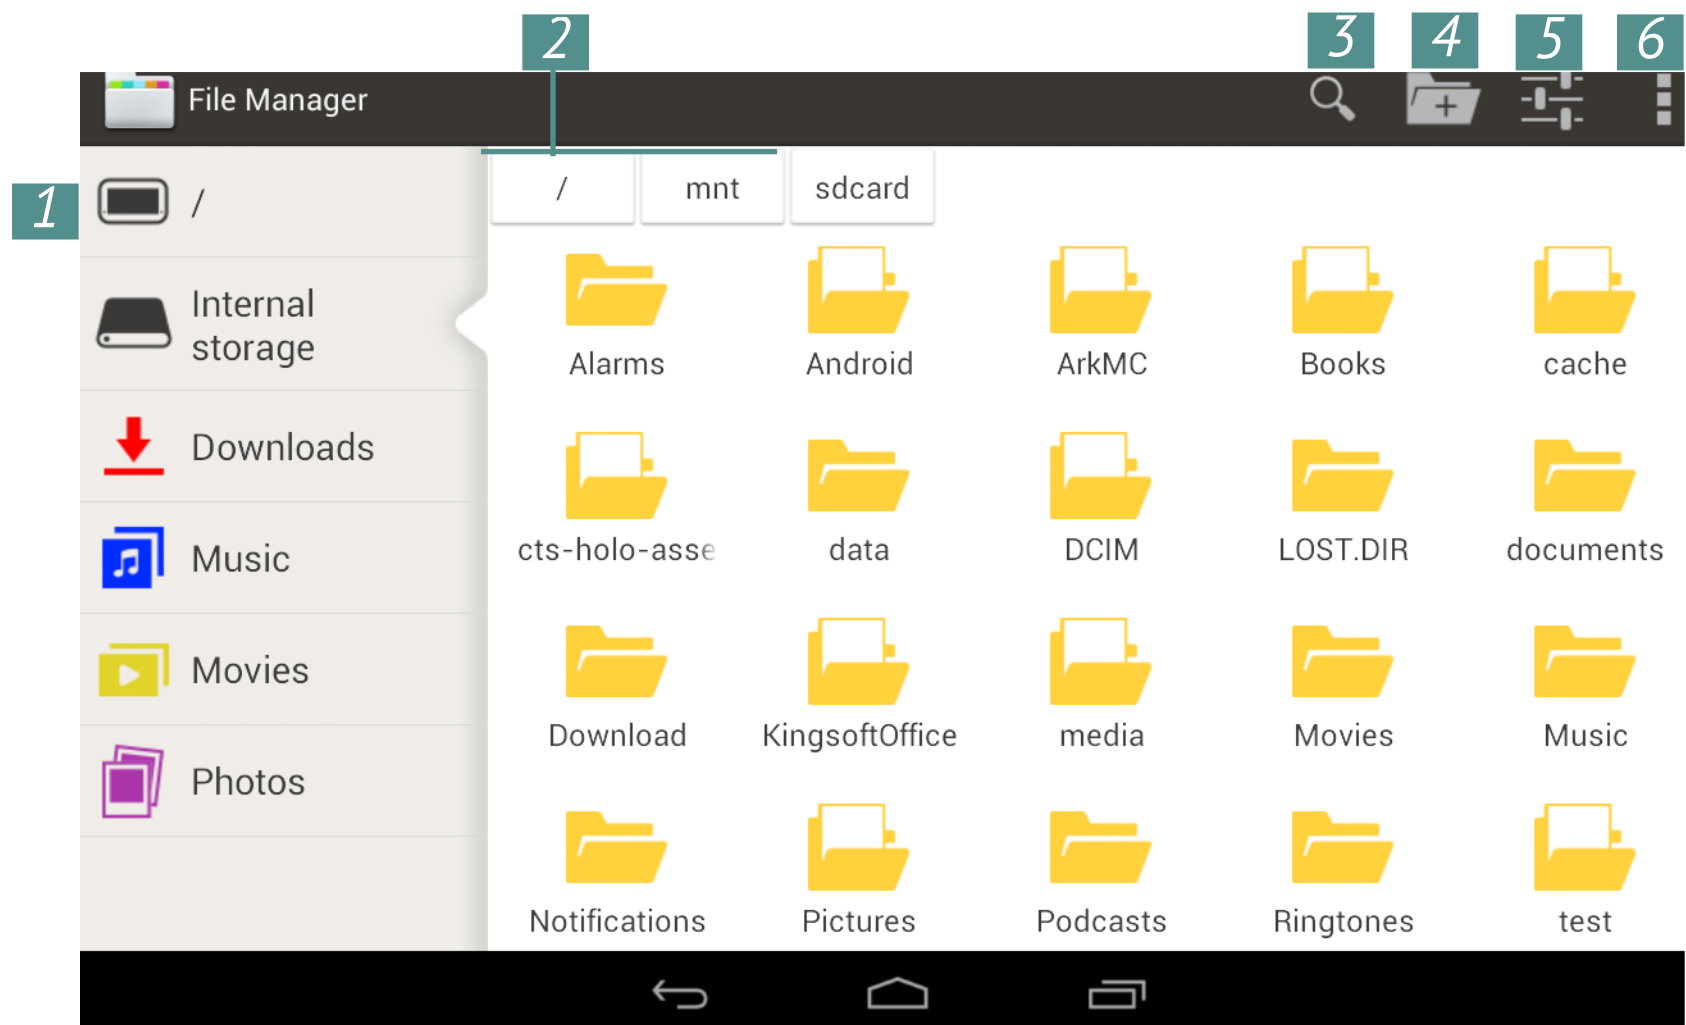 2
3
4
5
6
File Manager
1
/
Internal
storage
Downloads
Music
Movies
Photos
/ mnt sdcard
Alarms Android ArkMC Books cache
cts-holo-asse data DCIM LOST.DIR documents
Download KingsoftOffice media Movies Music
Notifications Pictures Podcasts Ringtones test